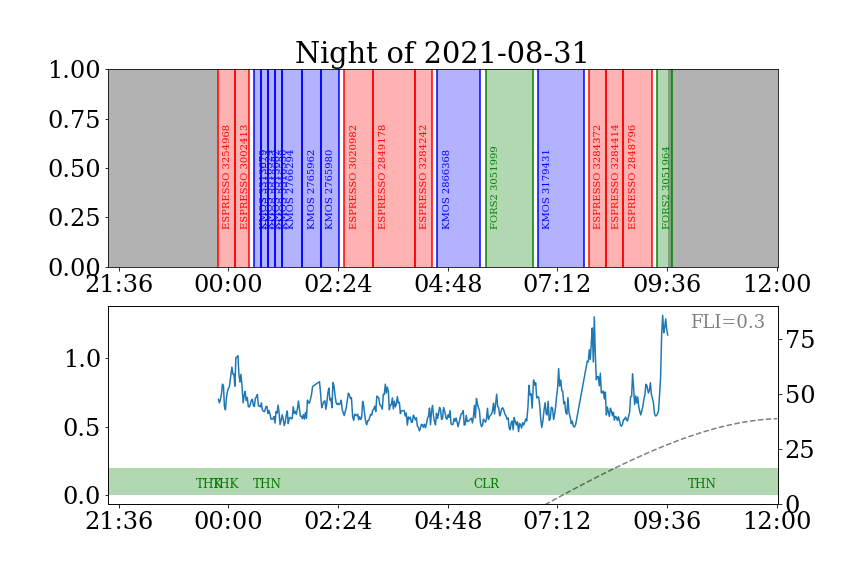 Night of 2021-08-31
1.00
0.75
0.50
0.25
0.00
ESPRESSO 3254968
ESPRESSO 3002413
KMOS 2766294
KMOS 2765962
KMOS 2765980
ESPRESSO 3020982
ESPRESSO 2849178
ESPRESSO 3284242
KMOS 2866368
FORS2 3051999
KMOS 3179431
ESPRESSO 3284372
ESPRESSO 3284414
ESPRESSO 2848796
FORS2 3051964
21:36 00:00 02:24 04:48 07:12 09:36 12:00
FLI=0.3
1.0
0.5
0.0
75
50
25
0
THK THK THN CLR THN
21:36 00:00 02:24 04:48 07:12 09:36 12:00